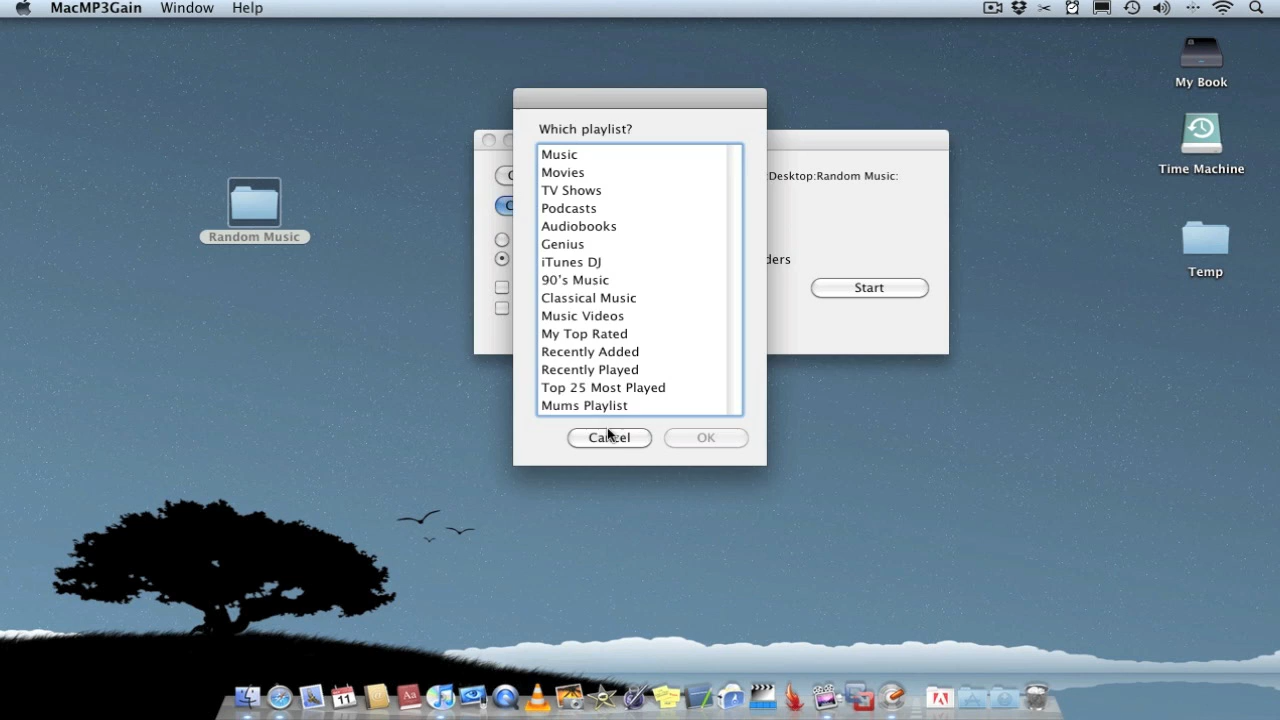 MacMP3Gain Window Help
My Book
Which playlist?
Music
Movies
TV Shows
Podcasts
Audiobooks
Genius
iTunes DJ
90's Music
Classical Music
Music Videos
My Top Rated
Recently Added
Recently Played
Top 25 Most Played
Mums Playlist
Cancel OK
Desktop:Random Music:
ders
Start
Random Music
Time Machine
Temp
11
Aa